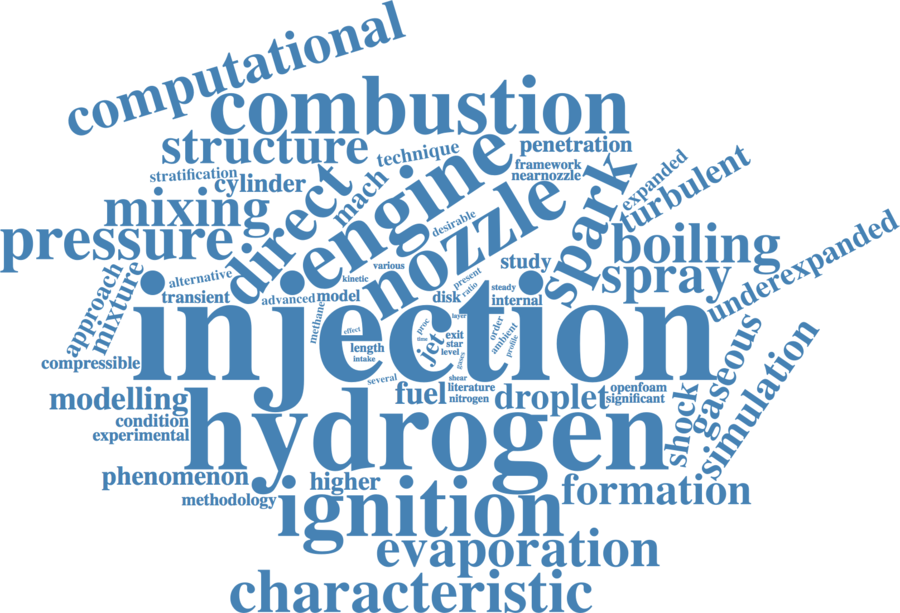 computational
combustion
structure
technique
penetration
stratification
cylinder
mach
engine
framework
nearnozzle
expanded
turbulent
mixing
direct
desirable
nozzle
spark
pressure
boiling
approach
mixture
alternative
kinetic
various
study
spray
underexpanded
transient
advanced
model
present
ratio
disk
steady
internal
injection
methane
effect
layer
proc
time
order
ambient
profile
compressible
length
intake
jet
exit
star
level
gaseous
simulation
several
shear
modelling
fuel
literature
nitrogen
droplet
openfoam
significant
shock
condition
experimental
hydrogen
phenomenon
higher
methodology
ignition
formation
evaporation
characteristic